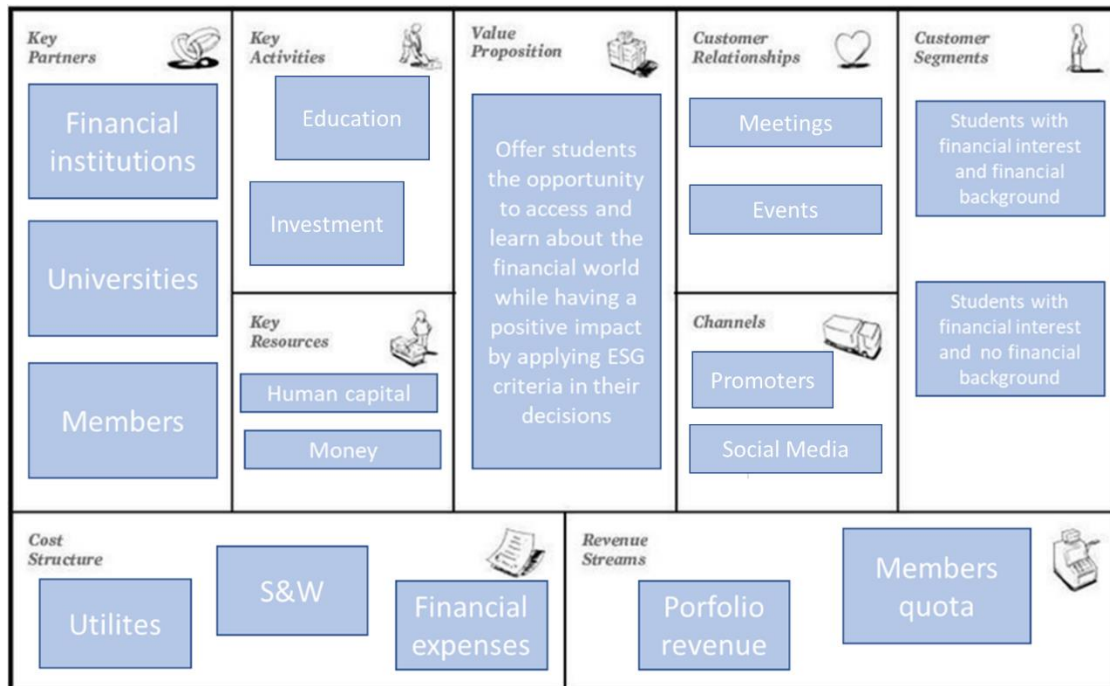 Key
Partners
Financial
institutions
Universities
Members
Key
Activities
Education
Investment
Key
Resources
Human capital
Money
Value
Proposition
Offer students
the opportunity
to access and
learn about the
financial world
while having a
positive impact
by applying ESG
criteria in their
decisions
Customer
Relationships
Meetings
Events
Channels
Promoters
Social Media
Customer
Segments
Students with
financial interest
and financial
background
Students with
financial interest
and no financial
background
Cost
Structure
Utilites
S&W
Financial
expenses
Revenue
Streams
Porfolio
revenue
Members
quota